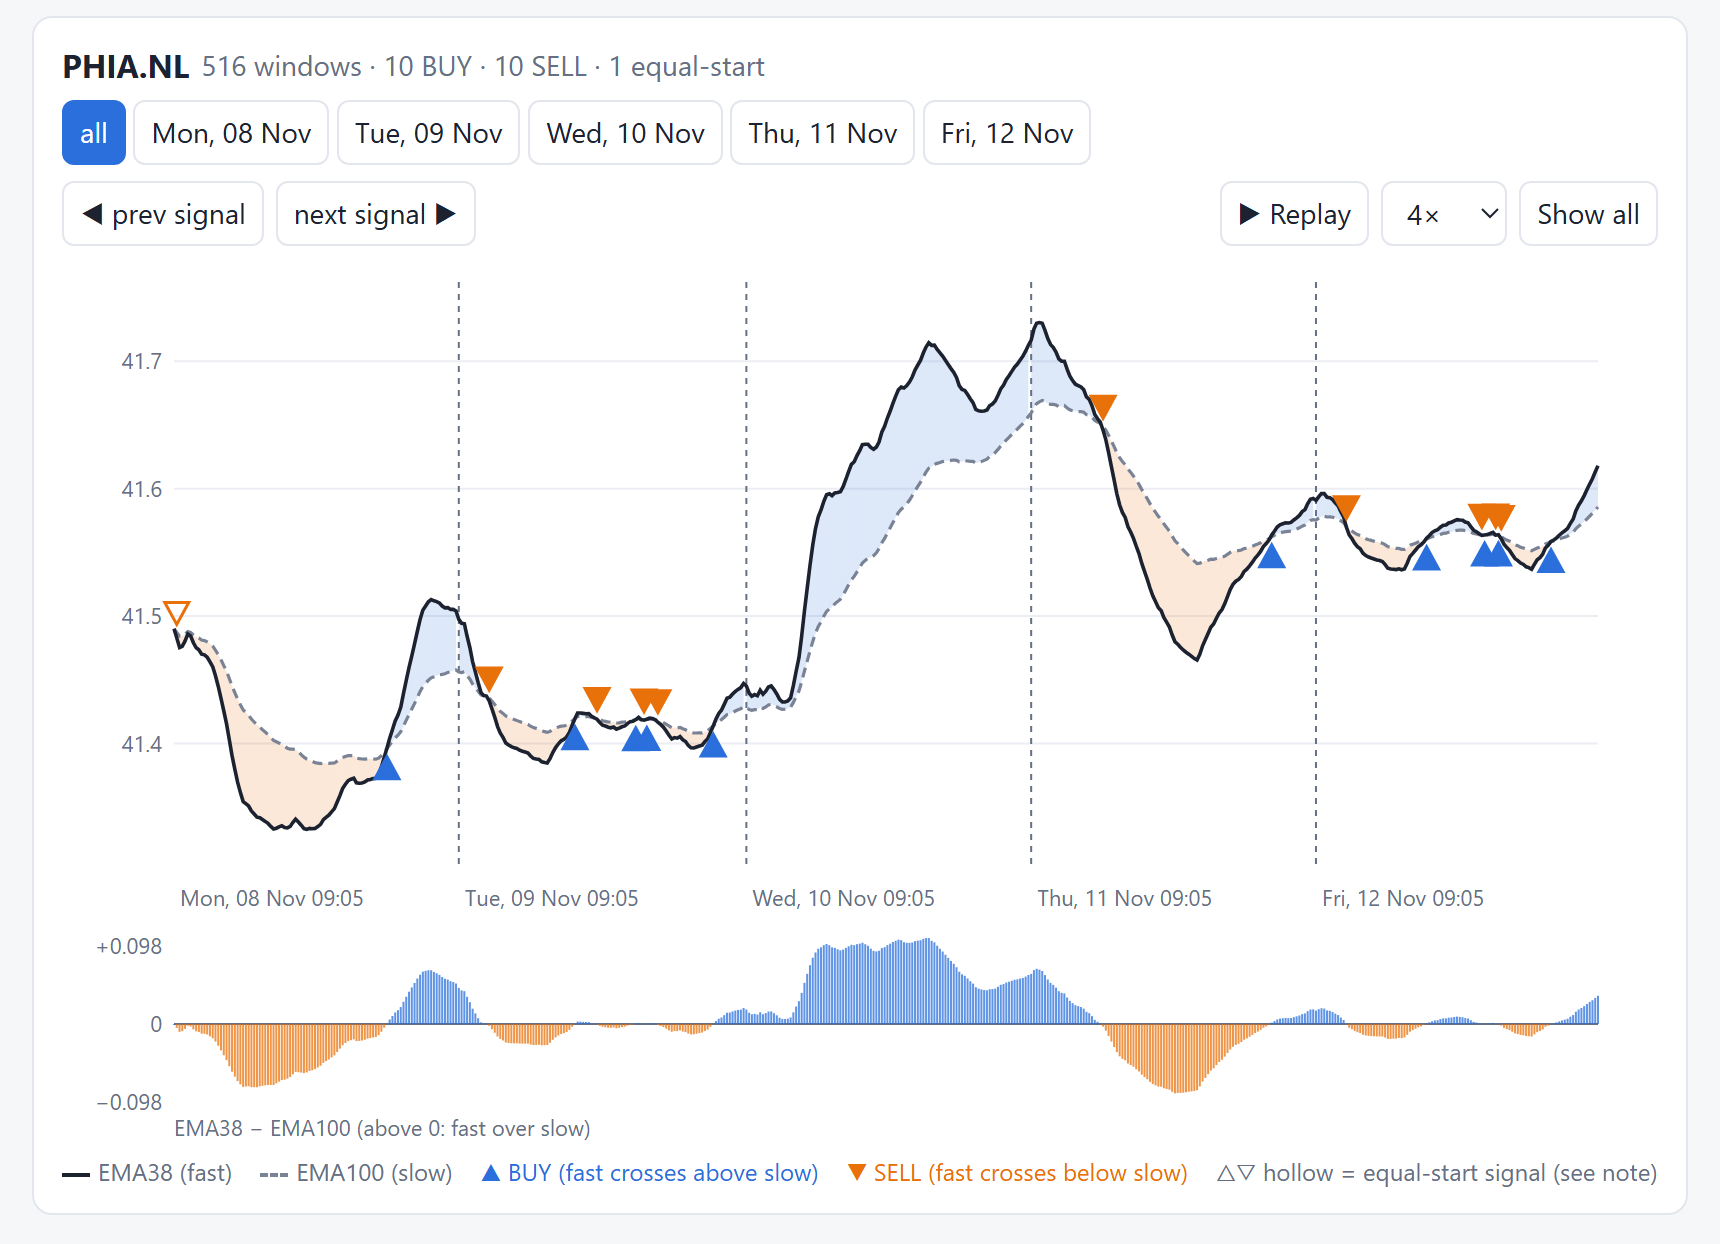 PHIA.NL 516 windows · 10 BUY · 10 SELL · 1 equal-start
all Mon, 08 Nov Tue, 09 Nov Wed, 10 Nov Thu, 11 Nov Fri, 12 Nov
◀ prev signal next signal ▶ ▶ Replay 4× Show all
41.7
41.6
41.5
41.4
Mon, 08 Nov 09:05 Tue, 09 Nov 09:05 Wed, 10 Nov 09:05 Thu, 11 Nov 09:05 Fri, 12 Nov 09:05
+0.098
0
−0.098
EMA38 − EMA100 (above 0: fast over slow)
EMA38 (fast) EMA100 (slow) ▲ BUY (fast crosses above slow) ▼ SELL (fast crosses below slow) △▽ hollow = equal-start signal (see note)